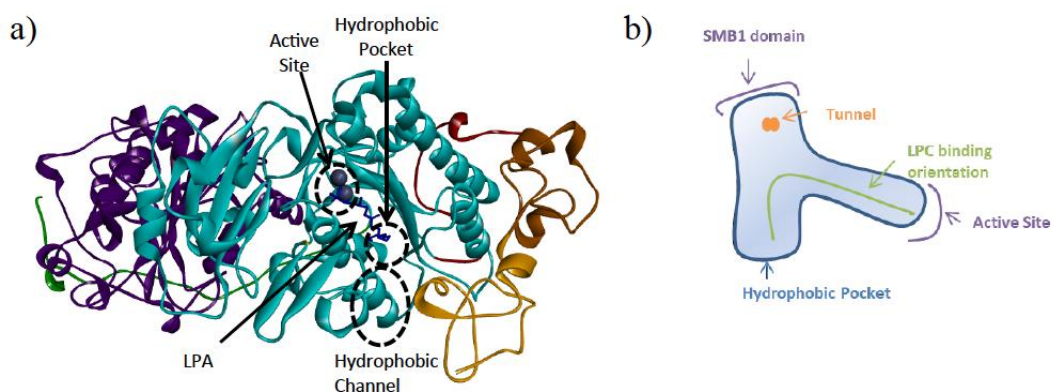 a)
Hydrophobic
Pocket
Active
Site
LPA
Hydrophobic
Channel
b)
SMB1 domain
Tunnel
LPC binding
orientation
Active Site
Hydrophobic Pocket